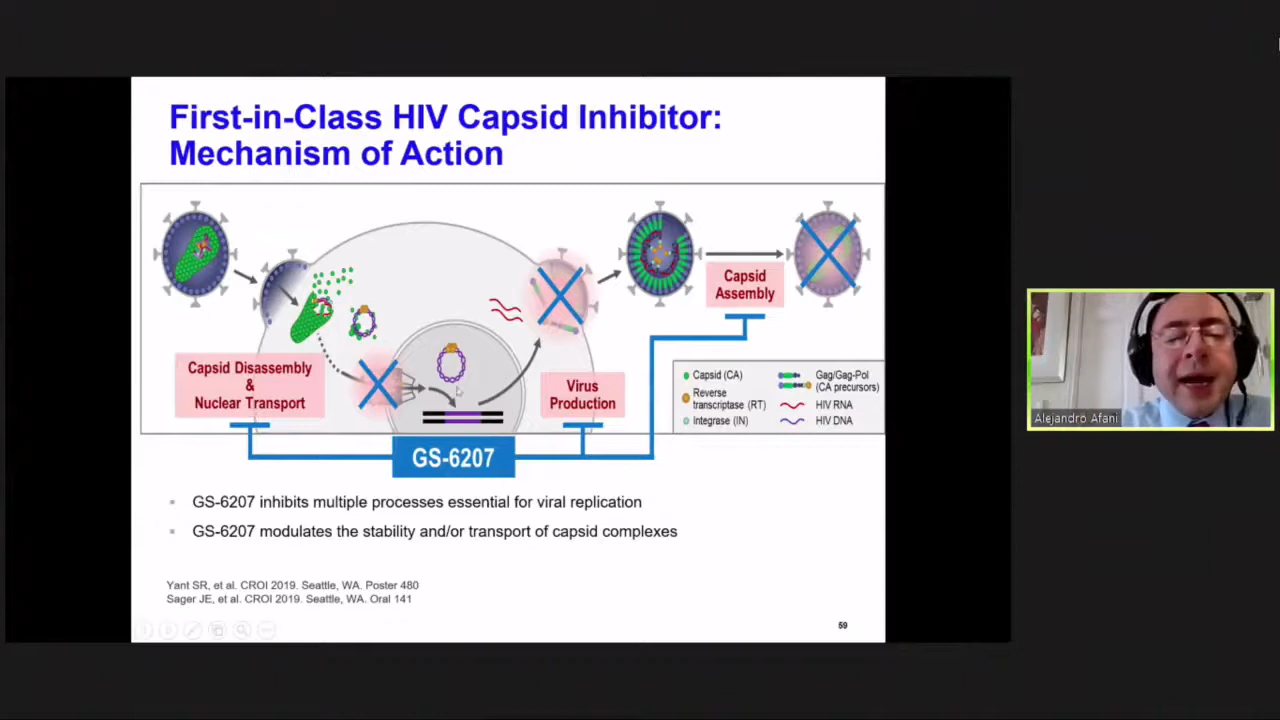 First-in-Class HIV Capsid Inhibitor:
Mechanism of Action
Capsid Disassembly
&
Nuclear Transport
Virus
Production
Capsid
Assembly
Capsid (CA)
Reverse
transcriptase (RT)
Integrase (IN)
Gag/Gag-Pol
(CA precursors)
HIV RNA
HIV DNA
GS-6207
GS-6207 inhibits multiple processes essential for viral replication
GS-6207 modulates the stability and/or transport of capsid complexes
Yant SR, et al. CROI 2019. Seattle, WA. Poster 480
Sager JE, et al. CROI 2019. Seattle, WA. Oral 141
59
Alejandro Afani